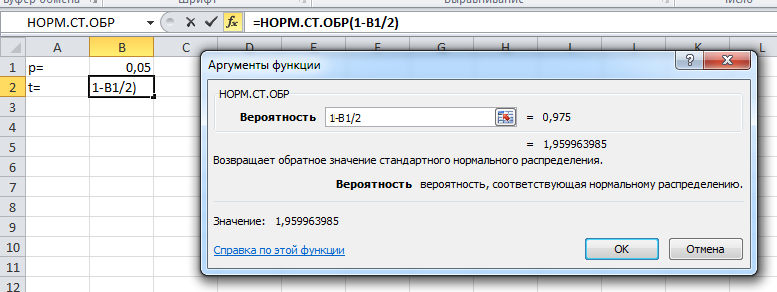 Буфер обмена Шрифт Выравнивание Число
НОРМ.СТ.ОБР fx =НОРМ.СТ.ОБР(1-B1/2)
A B C D E F G H I J K L
1 p= 0,05
2 t= 1-B1/2)
3
4
5
6
7
8
9
10
11
12
Аргументы функции
НОРМ.СТ.ОБР
Вероятность 1-B1/2 = 0,975
= 1,959963985
Возвращает обратное значение стандартного нормального распределения.
Вероятность вероятность, соответствующая нормальному распределению.
Значение: 1,959963985
Справка по этой функции ОК Отмена